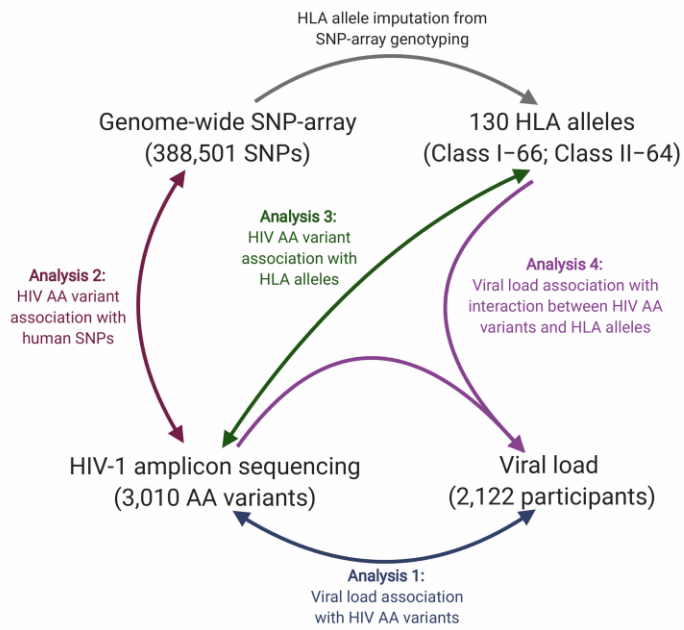 HLA allele imputation from
SNP-array genotyping
Genome-wide SNP-array
(388,501 SNPs)
130 HLA alleles
(Class I–66; Class II–64)
Analysis 3:
HIV AA variant
association with
HLA alleles
Analysis 2:
HIV AA variant
association with
human SNPs
Analysis 4:
Viral load association with
interaction between HIV AA
variants and HLA alleles
HIV-1 amplicon sequencing
(3,010 AA variants)
Viral load
(2,122 participants)
Analysis 1:
Viral load association
with HIV AA variants